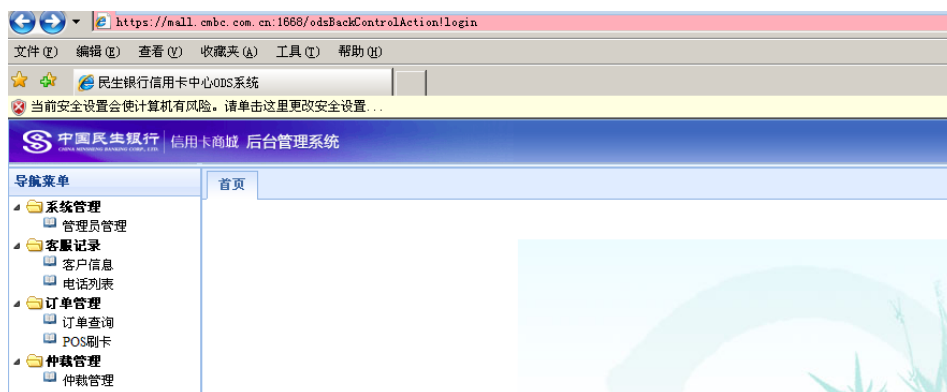 https://mall.cmbc.com.cn:1668/odsBackControlAction!login
文件(F) 编辑(E) 查看(V) 收藏夹(A) 工具(T) 帮助(H)
民生银行信用卡中心ODS系统
当前安全设置会使计算机有风险。请单击这里更改安全设置...
中国民生银行 信用卡商城 后台管理系统
CHINA MINSHENG BANKING CORP., LTD.
导航菜单 首页
系统管理
管理员管理
客服记录
客户信息
电话列表
订单管理
订单查询
POS刷卡
仲裁管理
仲裁管理